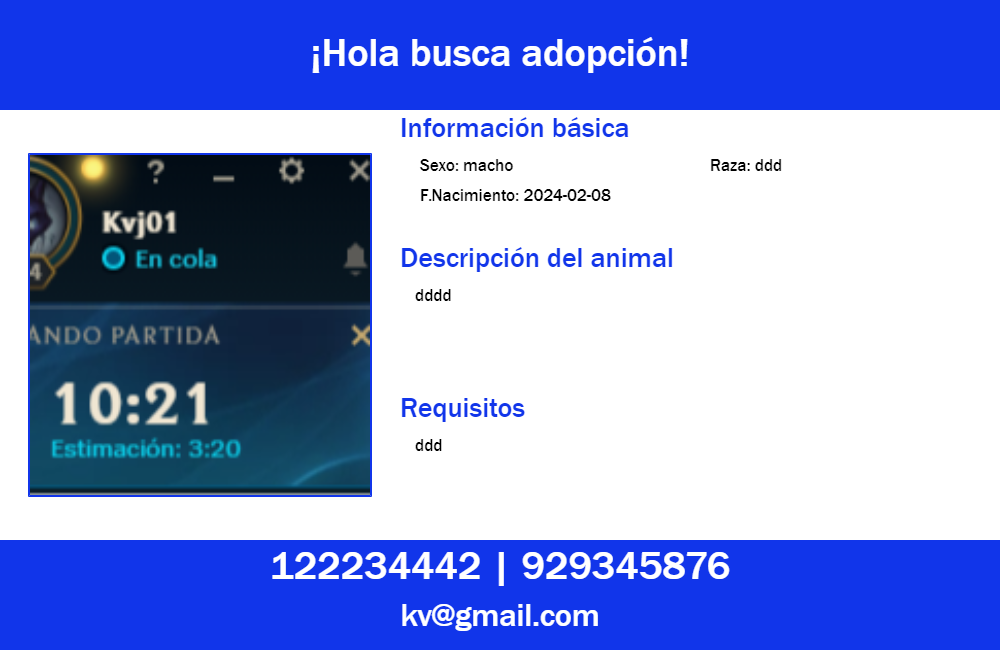 ¡Hola busca adopción!
Información básica
Sexo: macho
Raza: ddd
F.Nacimiento: 2024-02-08
Descripción del animal
dddd
Requisitos
ddd
?
Kvj01
En cola
4
ANDO PARTIDA
10:21
Estimación: 3:20
122234442 | 929345876
kv@gmail.com